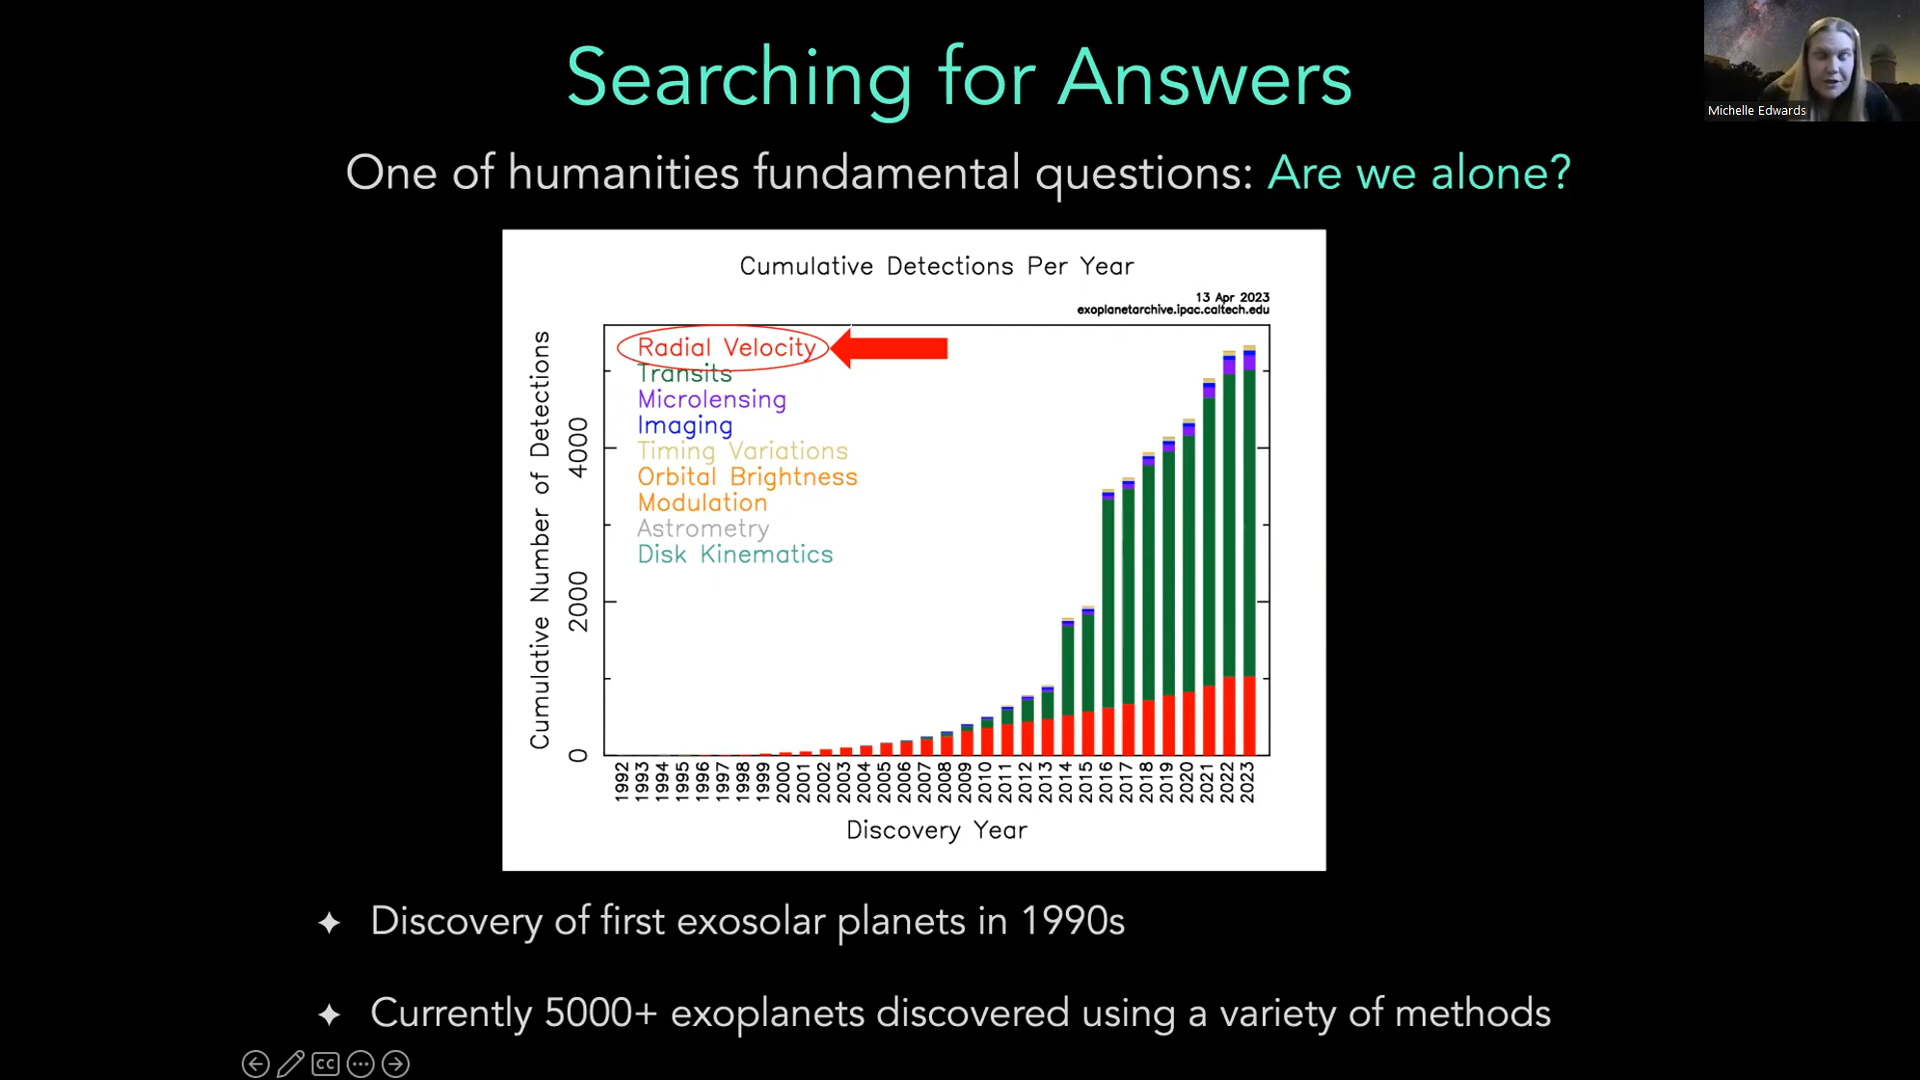 Searching for Answers
Michelle Edwards
One of humanities fundamental questions: Are we alone?
Cumulative Detections Per Year
13 Apr 2023
exoplanetarchive.ipac.caltech.edu
Radial Velocity
Transits
Microlensing
Imaging
Timing Variations
Orbital Brightness
Modulation
Astrometry
Disk Kinematics
Cumulative Number of Detections
4000
2000
0
1992 1993 1994 1995 1996 1997 1998 1999 2000 2001 2002 2003 2004 2005 2006 2007 2008 2009 2010 2011 2012 2013 2014 2015 2016 2017 2018 2019 2020 2021 2022 2023
Discovery Year
Discovery of first exosolar planets in 1990s
Currently 5000+ exoplanets discovered using a variety of methods
CC